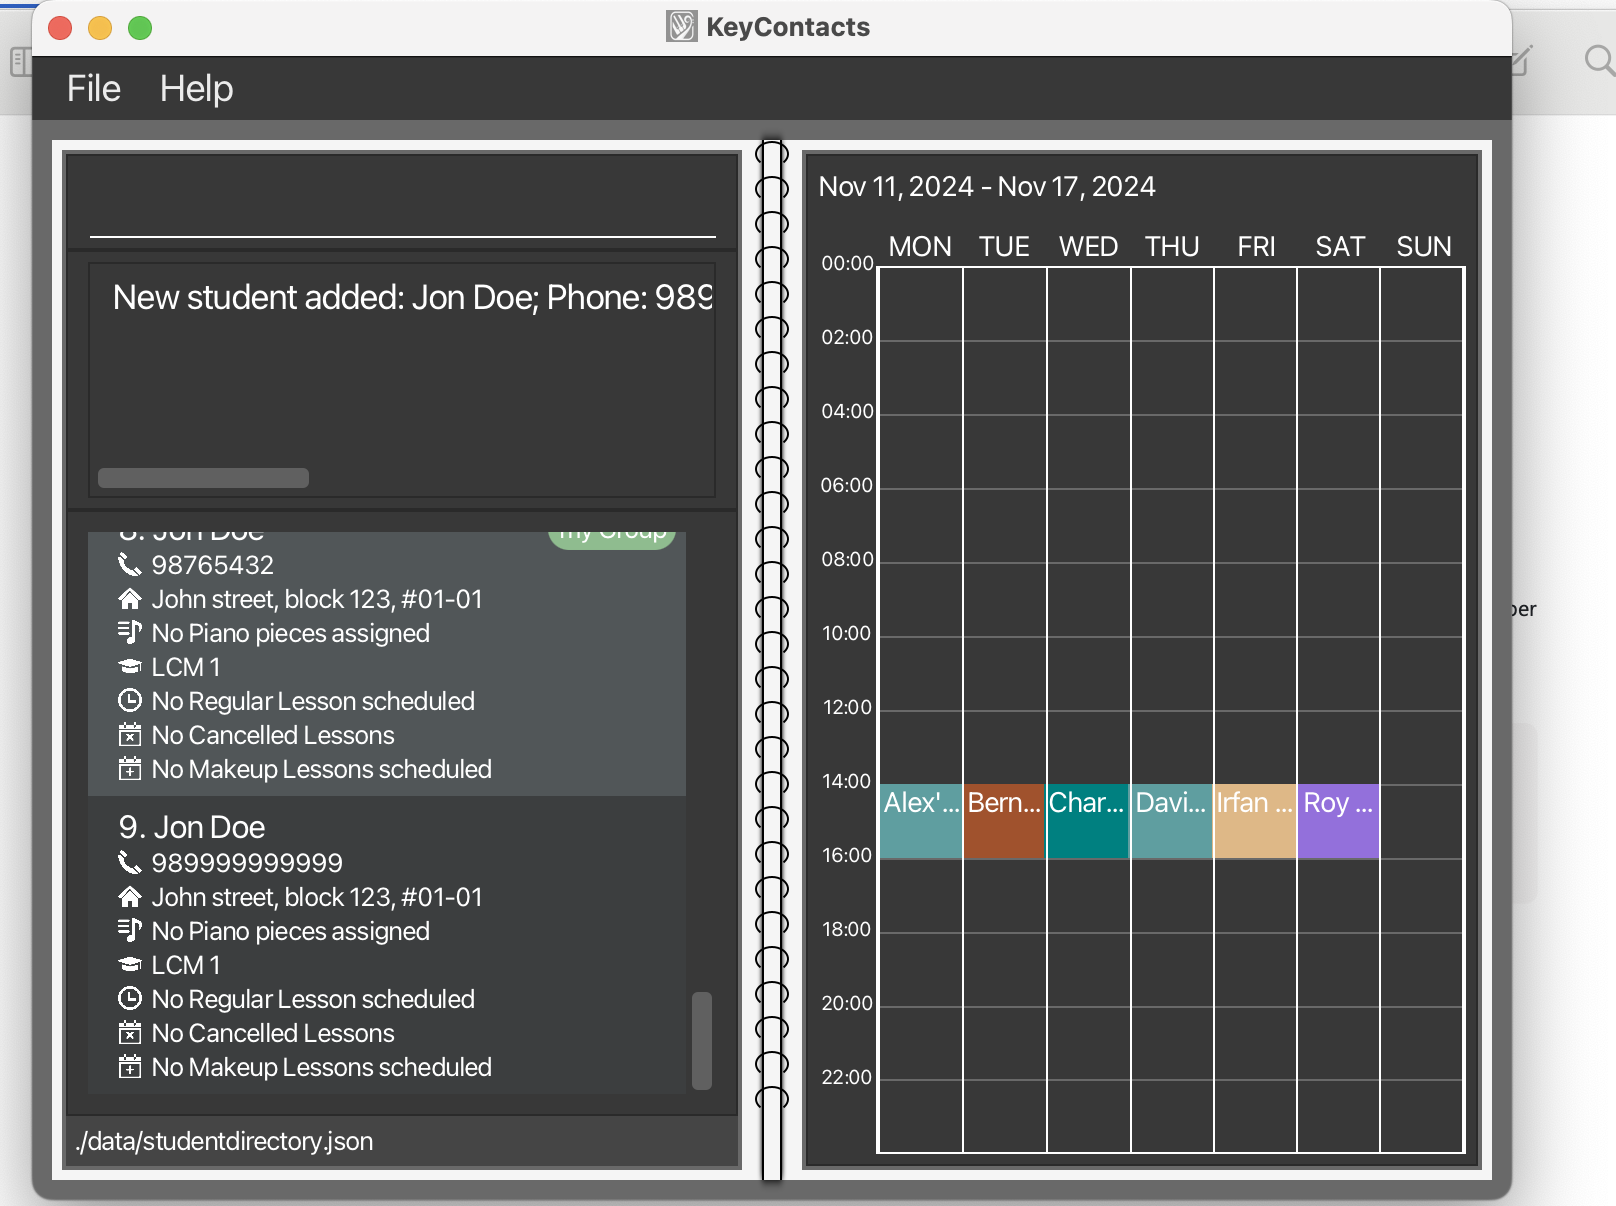 KeyContacts
File Help
New student added: Jon Doe; Phone: 989
8. Jon Doe my Group
98765432
John street, block 123, #01-01
No Piano pieces assigned
LCM 1
No Regular Lesson scheduled
No Cancelled Lessons
No Makeup Lessons scheduled
9. Jon Doe
989999999999
John street, block 123, #01-01
No Piano pieces assigned
LCM 1
No Regular Lesson scheduled
No Cancelled Lessons
No Makeup Lessons scheduled
./data/studentdirectory.json
Nov 11, 2024 - Nov 17, 2024
MON TUE WED THU FRI SAT SUN
00:00
02:00
04:00
06:00
08:00
10:00
12:00
14:00 Alex'... Bern... Char... Davi... Irfan ... Roy ...
16:00
18:00
20:00
22:00